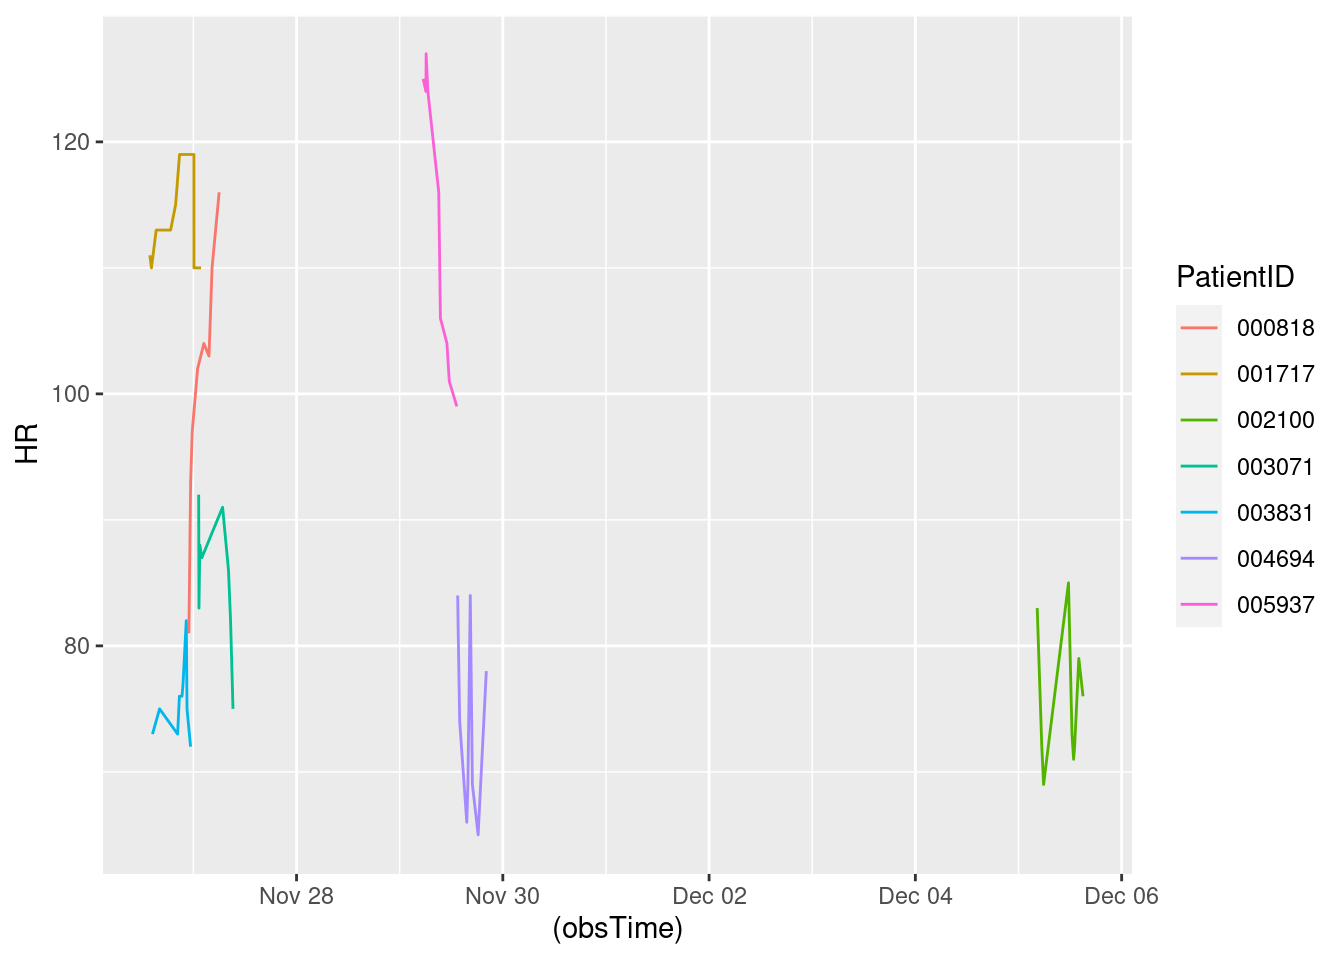 120
100
80
HR
Nov 28
Nov 30
Dec 02
Dec 04
Dec 06
(obsTime)
PatientID
000818
001717
002100
003071
003831
004694
005937